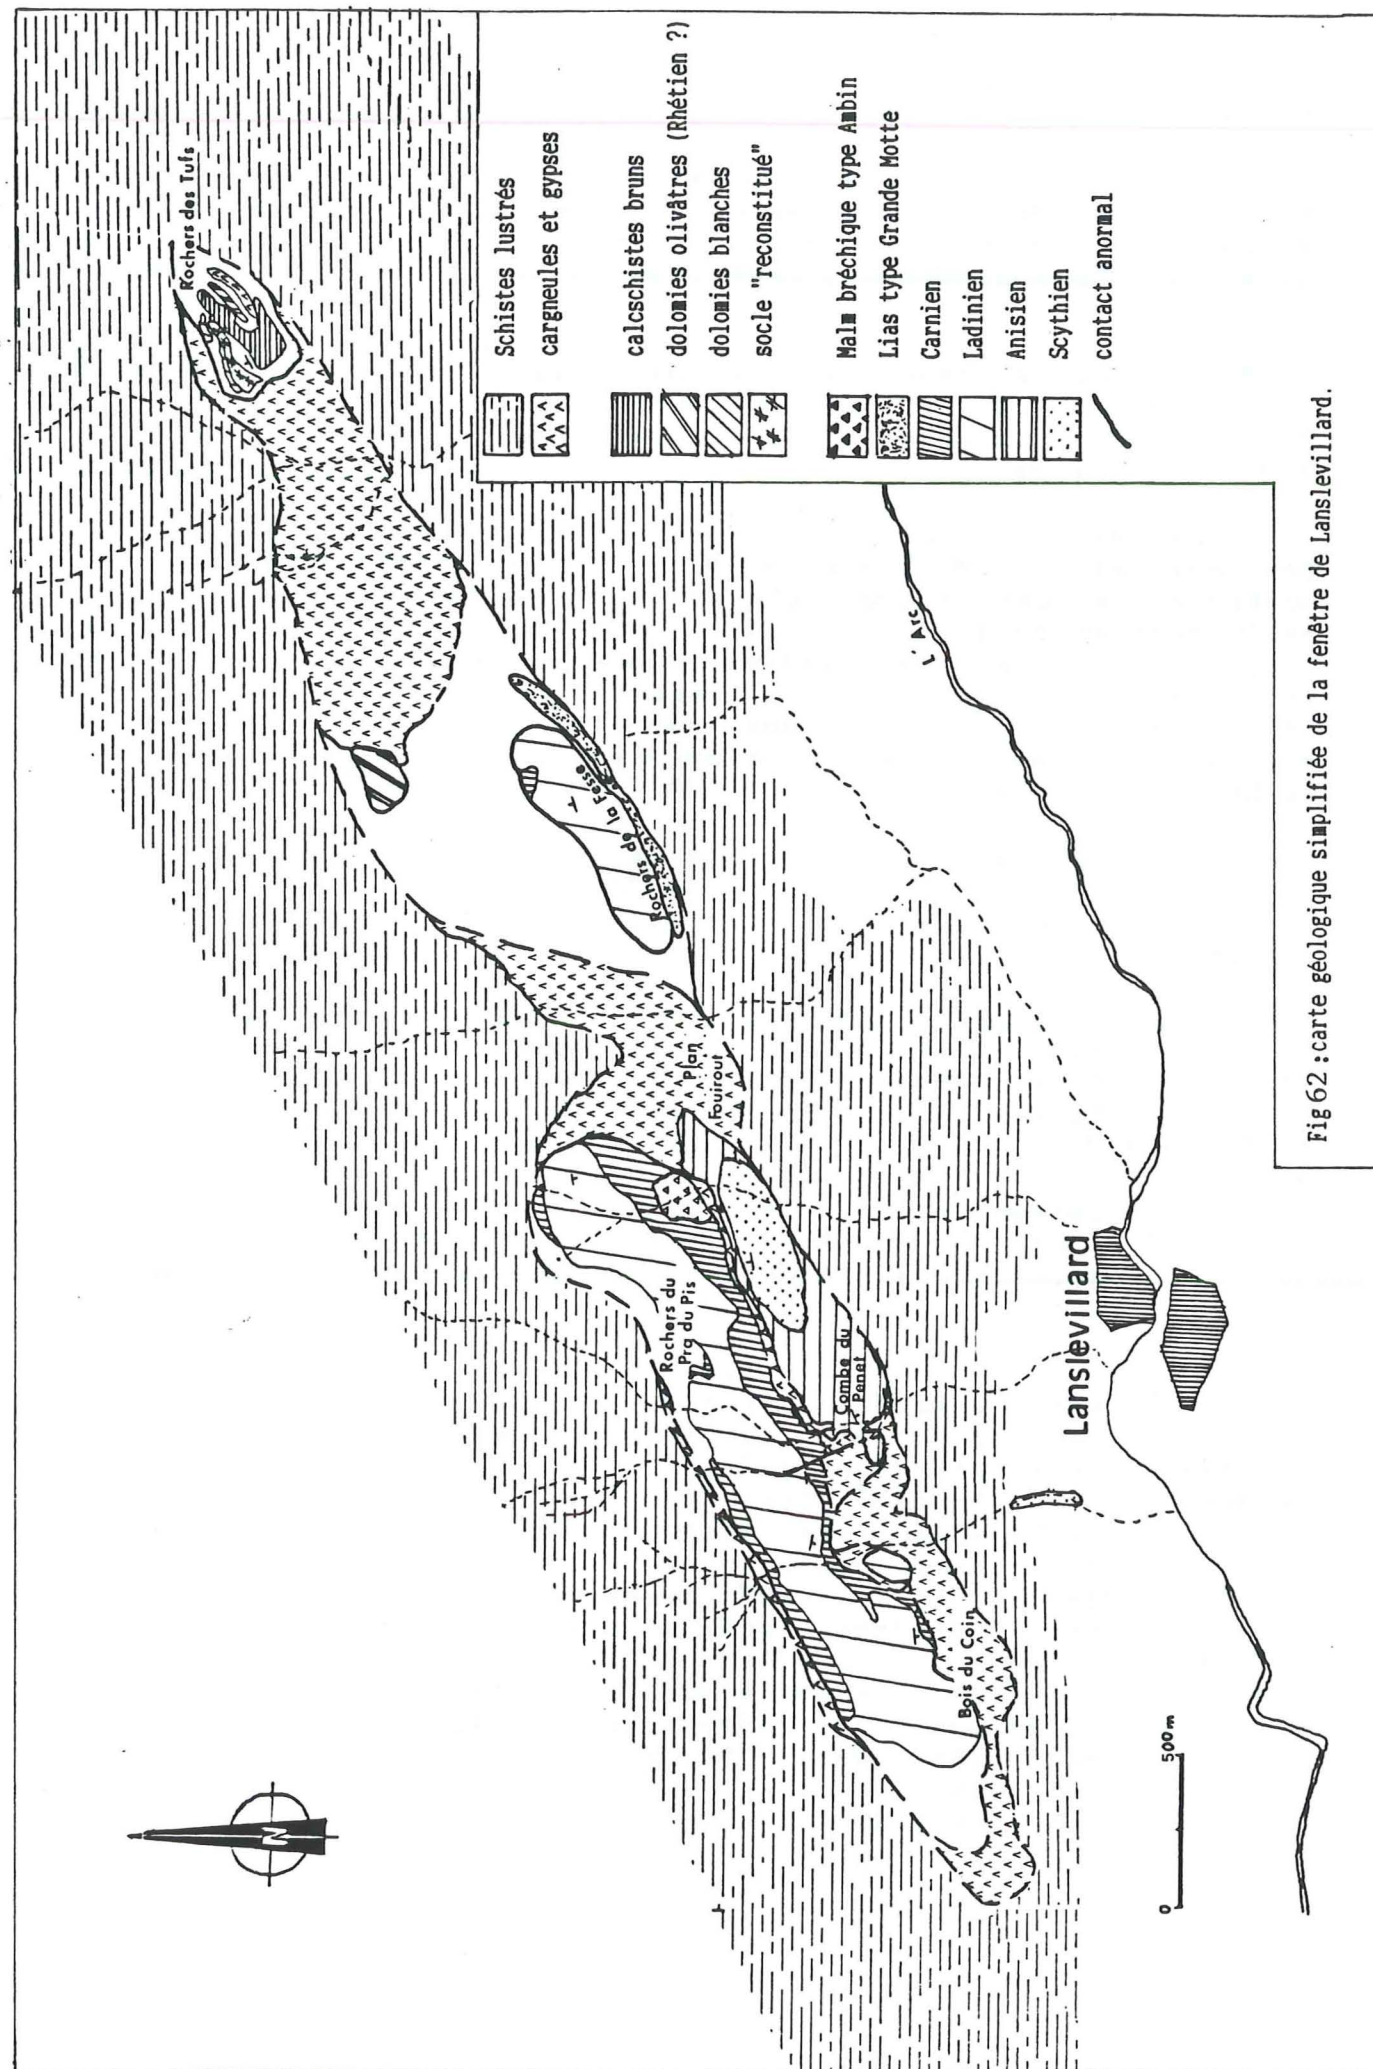 Rochers des Tufs
Schistes lustrés
cargneules et gypses
calcschistes bruns
dolomies olivâtres (Rhétien ?)
dolomies blanches
socle "reconstitué"
Malm bréchique type Ambin
Lias type Grande Motte
Carnien
Ladinien
Anisien
Scythien
contact anormal
L'Arc
Rochers de la Fesse
Plan
Fouirout
Rochers du
Pra du Pis
Combe du
Penet
Bois du Coin
Lanslevillard
N
0
500m
Fig 62 : carte géologique simplifiée de la fenêtre de Lanslevillard.